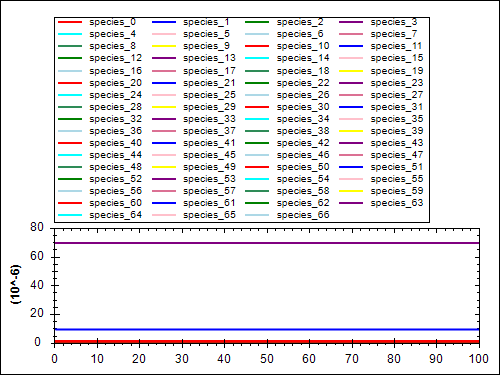 species_0 species_1 species_2 species_3
species_4 species_5 species_6 species_7
species_8 species_9 species_10 species_11
species_12 species_13 species_14 species_15
species_16 species_17 species_18 species_19
species_20 species_21 species_22 species_23
species_24 species_25 species_26 species_27
species_28 species_29 species_30 species_31
species_32 species_33 species_34 species_35
species_36 species_37 species_38 species_39
species_40 species_41 species_42 species_43
species_44 species_45 species_46 species_47
species_48 species_49 species_50 species_51
species_52 species_53 species_54 species_55
species_56 species_57 species_58 species_59
species_60 species_61 species_62 species_63
species_64 species_65 species_66
(10^-6)
80
60
40
20
0
0 10 20 30 40 50 60 70 80 90 100